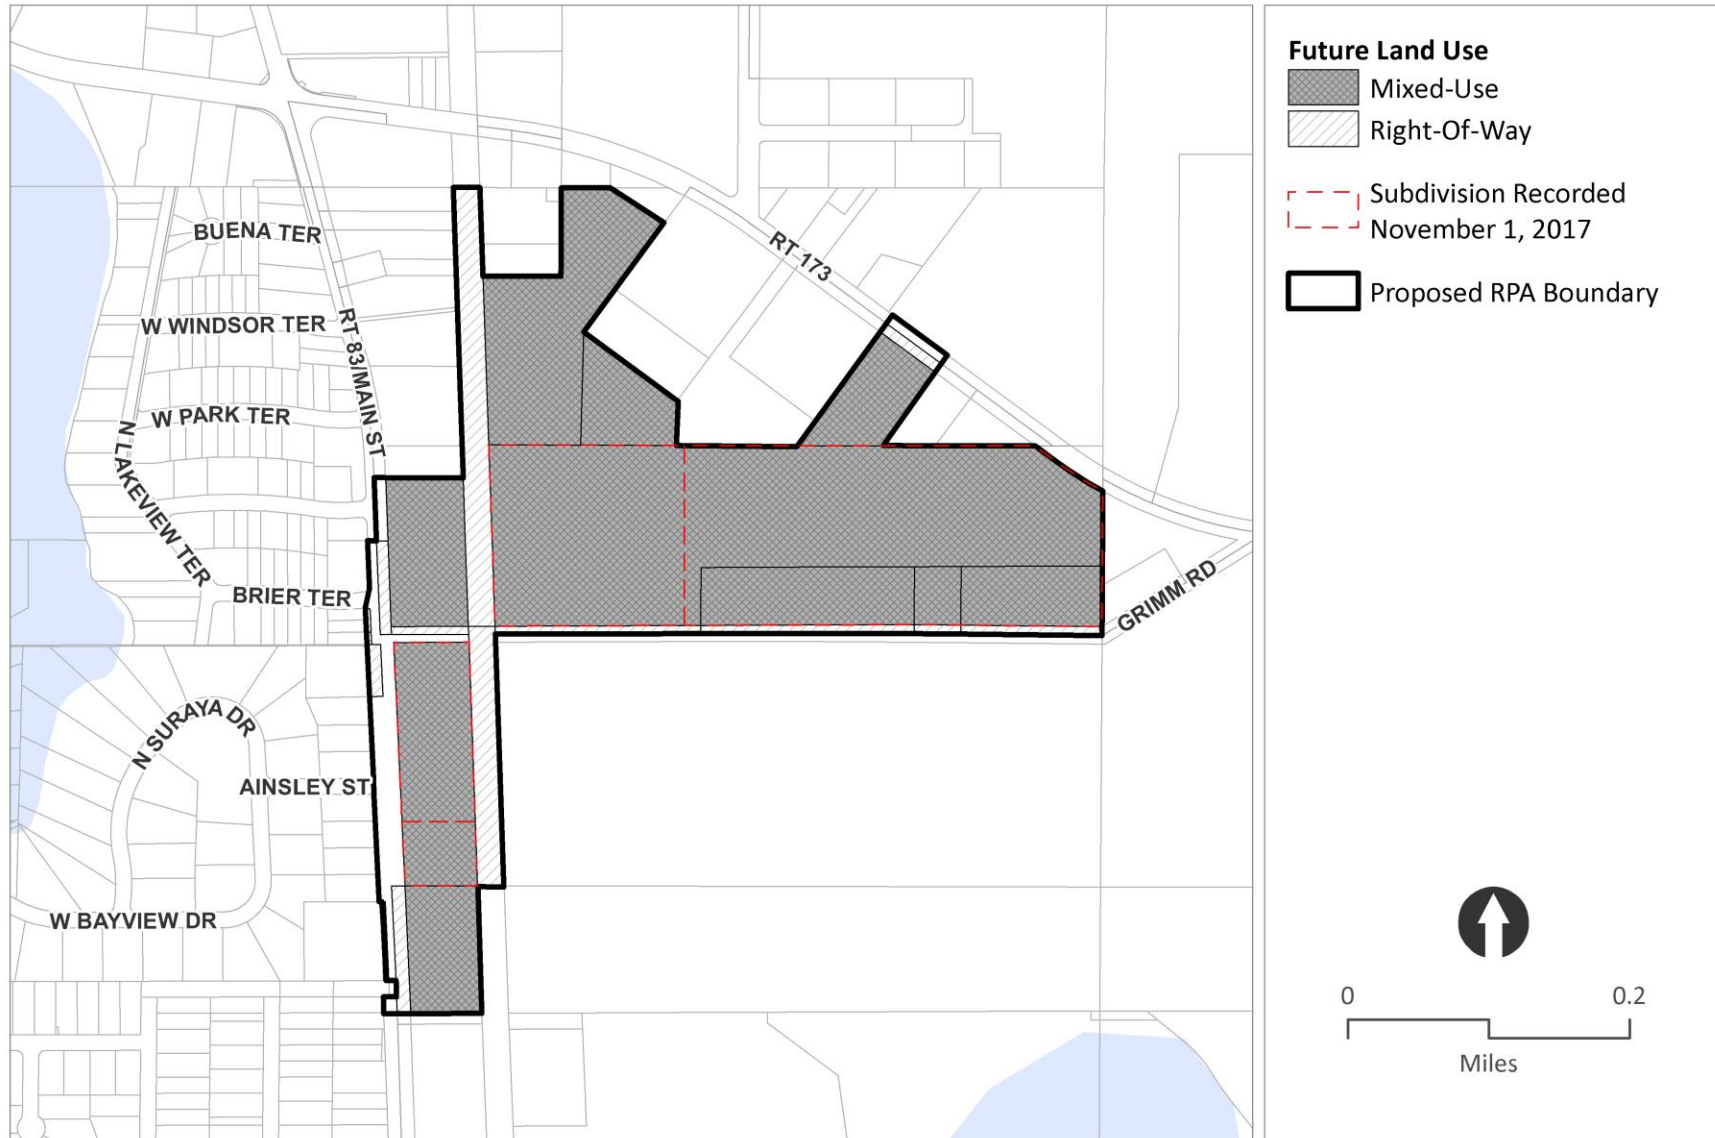 Future Land Use
Mixed-Use
Right-Of-Way
Subdivision Recorded
November 1, 2017
Proposed RPA Boundary
BUENA TER
RT 173
W WINDSOR TER
RT 83/MAIN ST
W PARK TER
N LAKEVIEW TER
BRIER TER
GRIMM RD
N SURAYA DR
AINSLEY ST
W BAYVIEW DR
0 0.2
Miles